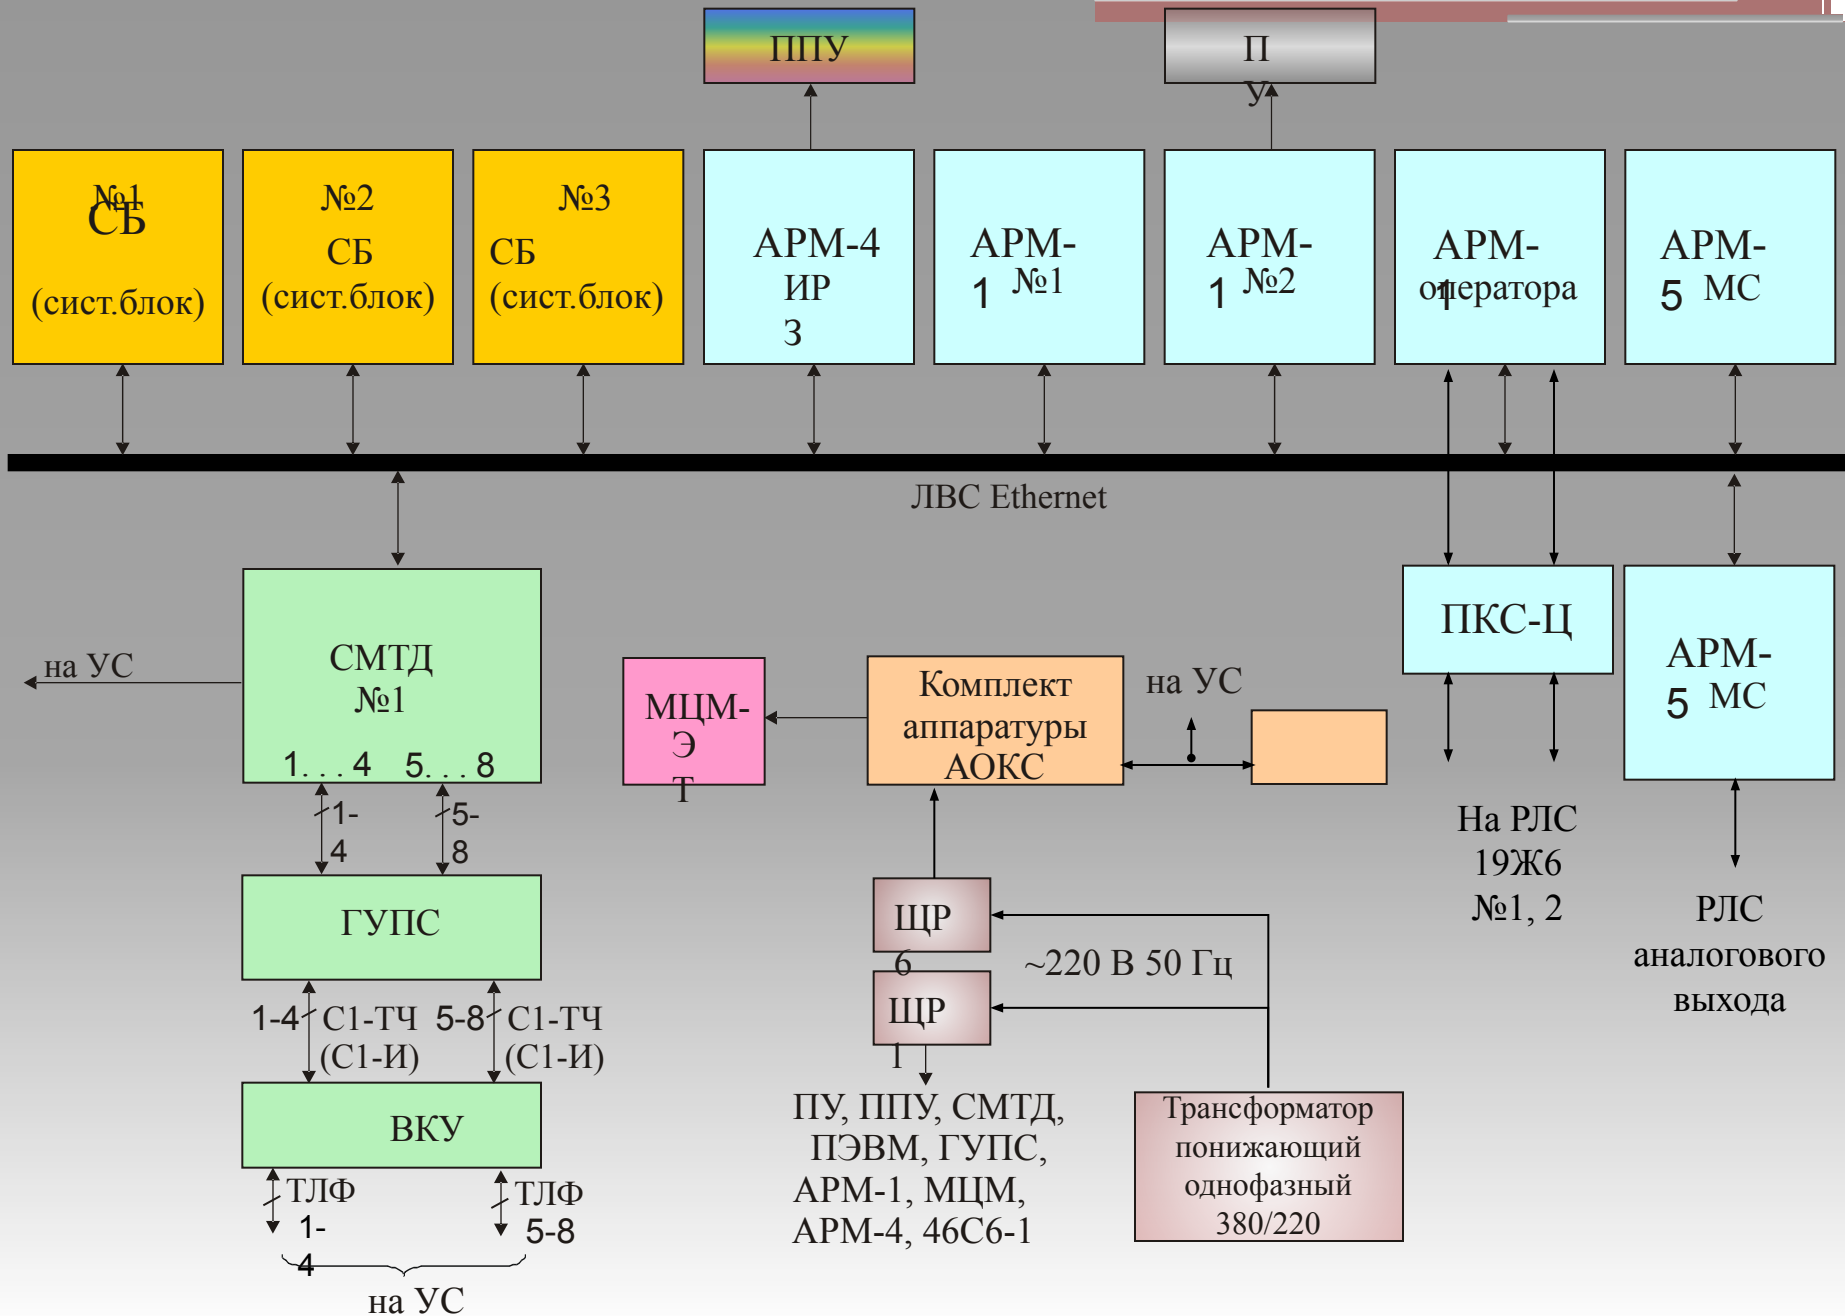 ППУ
П
У
№1
СБ
(сист.блок)
№2
СБ
(сист.блок)
№3
СБ
(сист.блок)
АРМ-4
ИР
З
АРМ-
1 №1
АРМ-
1 №2
АРМ-
1
оператора
АРМ-
5 МС
ЛВС Ethernet
на УС
СМТД
№1
1. . . 4 5. . . 8
1-
4
5-
8
ГУПС
1-4 С1-ТЧ
(С1-И)
5-8 С1-ТЧ
(С1-И)
ВКУ
ТЛФ
1-
4
ТЛФ
5-8
на УС
МЦМ-
Э
Т
Комплект
аппаратуры
АОКС
на УС
ЩР
6
~220 В 50 Гц
ЩР
1
ПУ, ППУ, СМТД,
ПЭВМ, ГУПС,
АРМ-1, МЦМ,
АРМ-4, 46С6-1
Трансформатор
понижающий
однофазный
380/220
ПКС-Ц
На РЛС
19Ж6
№1, 2
АРМ-
5 МС
РЛС
аналогового
выхода